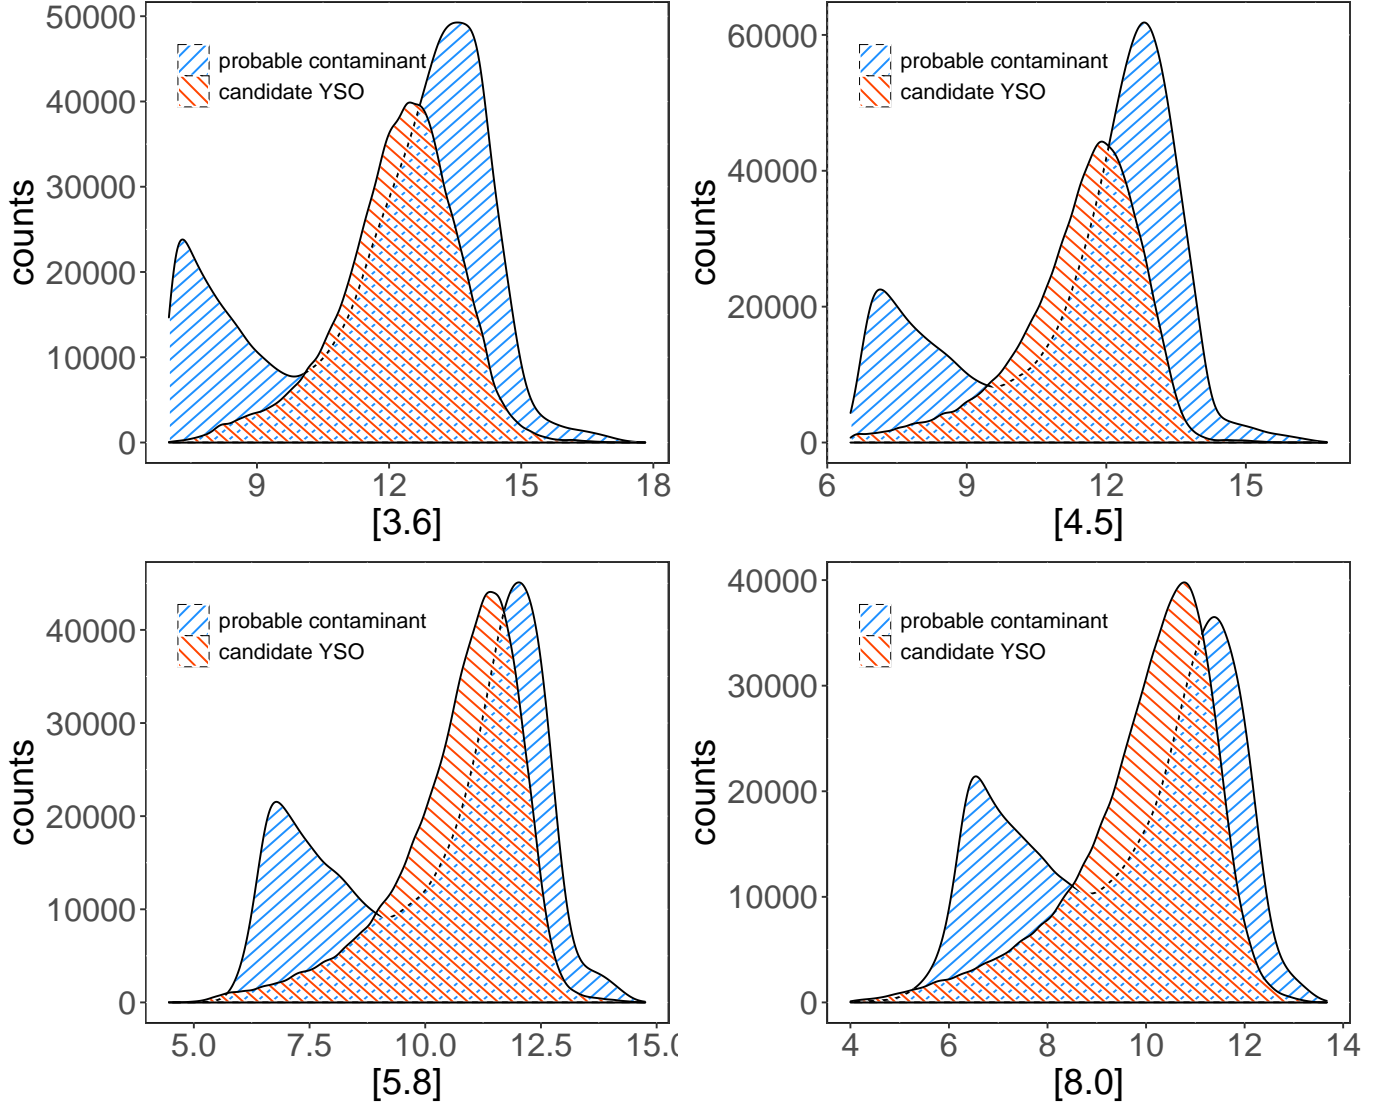 50000
40000
30000
20000
10000
0
counts
probable contaminant
candidate YSO
9 12 15 18
[3.6]
60000
40000
20000
0
counts
probable contaminant
candidate YSO
6 9 12 15
[4.5]
40000
30000
20000
10000
0
counts
probable contaminant
candidate YSO
5.0 7.5 10.0 12.5 15.0
[5.8]
40000
30000
20000
10000
0
counts
probable contaminant
candidate YSO
4 6 8 10 12 14
[8.0]